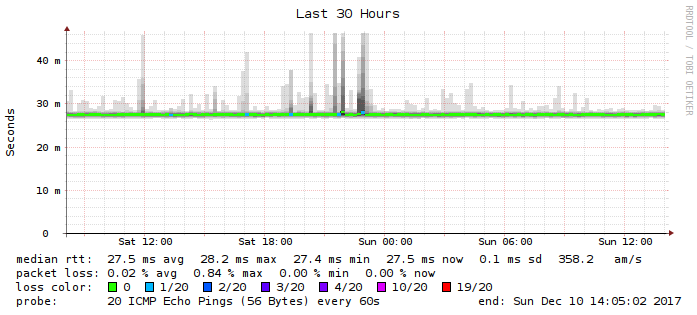 Last 30 Hours
RRDTOOL / TOBI OETIKER
Seconds
40 m
30 m
20 m
10 m
0
Sat 12:00 Sat 18:00 Sun 00:00 Sun 06:00 Sun 12:00
median rtt: 27.5 ms avg 28.2 ms max 27.4 ms min 27.5 ms now 0.1 ms sd 358.2 am/s
packet loss: 0.02 % avg 0.84 % max 0.00 % min 0.00 % now
loss color: 0 1/20 2/20 3/20 4/20 10/20 19/20
probe: 20 ICMP Echo Pings (56 Bytes) every 60s end: Sun Dec 10 14:05:02 2017